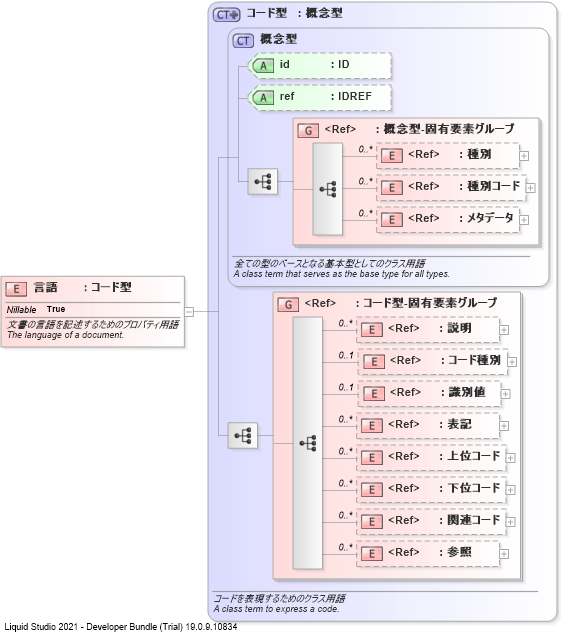 CT コード型 : 概念型
CT 概念型
A id : ID
A ref : IDREF
G <Ref> : 概念型-固有要素グループ
0..* E <Ref> : 種別
0..* E <Ref> : 種別コード
0..* E <Ref> : メタデータ
全ての型のベースとなる基本型としてのクラス用語
A class term that serves as the base type for all types.
E 言語 : コード型
Nillable True
文書の言語を記述するためのプロパティ用語
The language of a document.
G <Ref> : コード型-固有要素グループ
0..* E <Ref> : 説明
0..1 E <Ref> : コード種別
0..1 E <Ref> : 識別値
0..* E <Ref> : 表記
0..* E <Ref> : 上位コード
0..* E <Ref> : 下位コード
0..* E <Ref> : 関連コード
0..* E <Ref> : 参照
コードを表現するためのクラス用語
A class term to express a code.
Liquid Studio 2021 - Developer Bundle (Trial) 19.0.9.10834